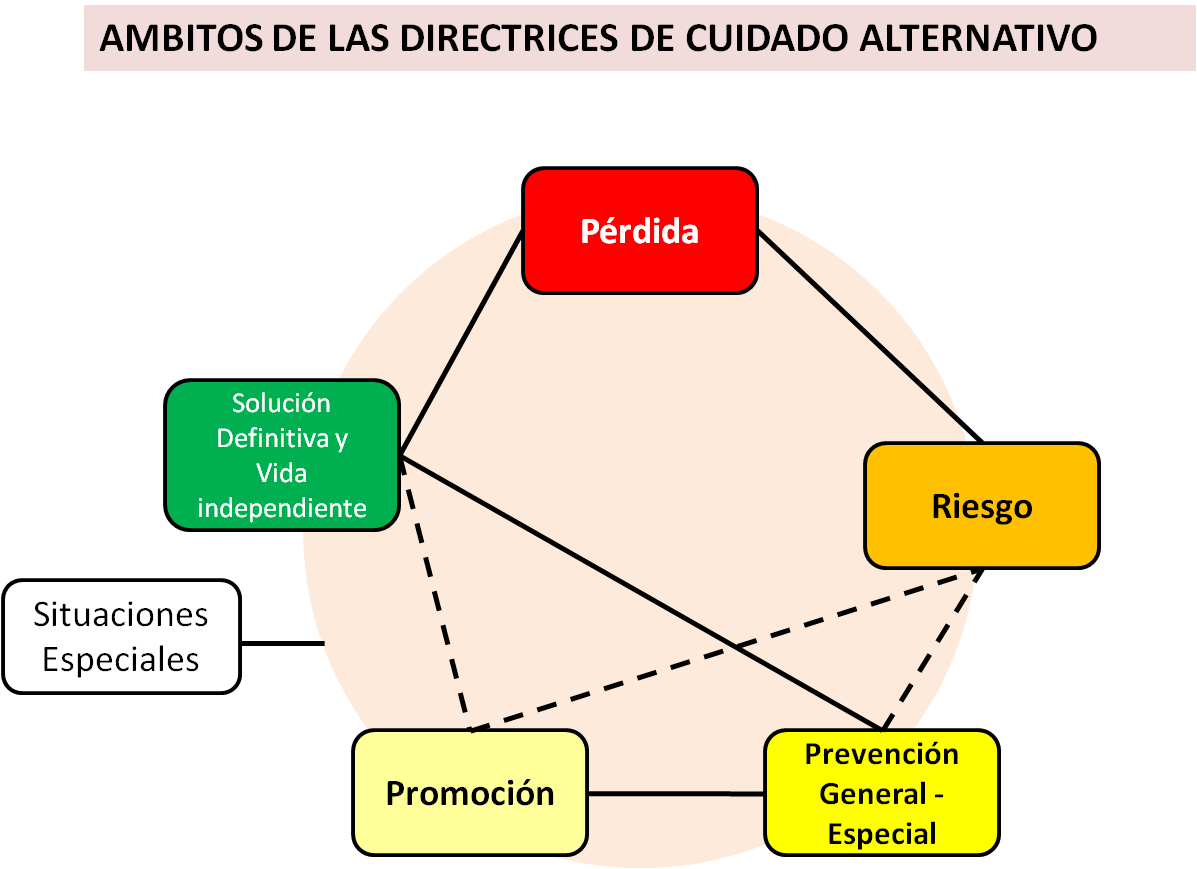 AMBITOS DE LAS DIRECTRICES DE CUIDADO ALTERNATIVO
Pérdida
Solución
Definitiva y
Vida
independiente
Riesgo
Situaciones
Especiales
Promoción
Prevención
General -
Especial